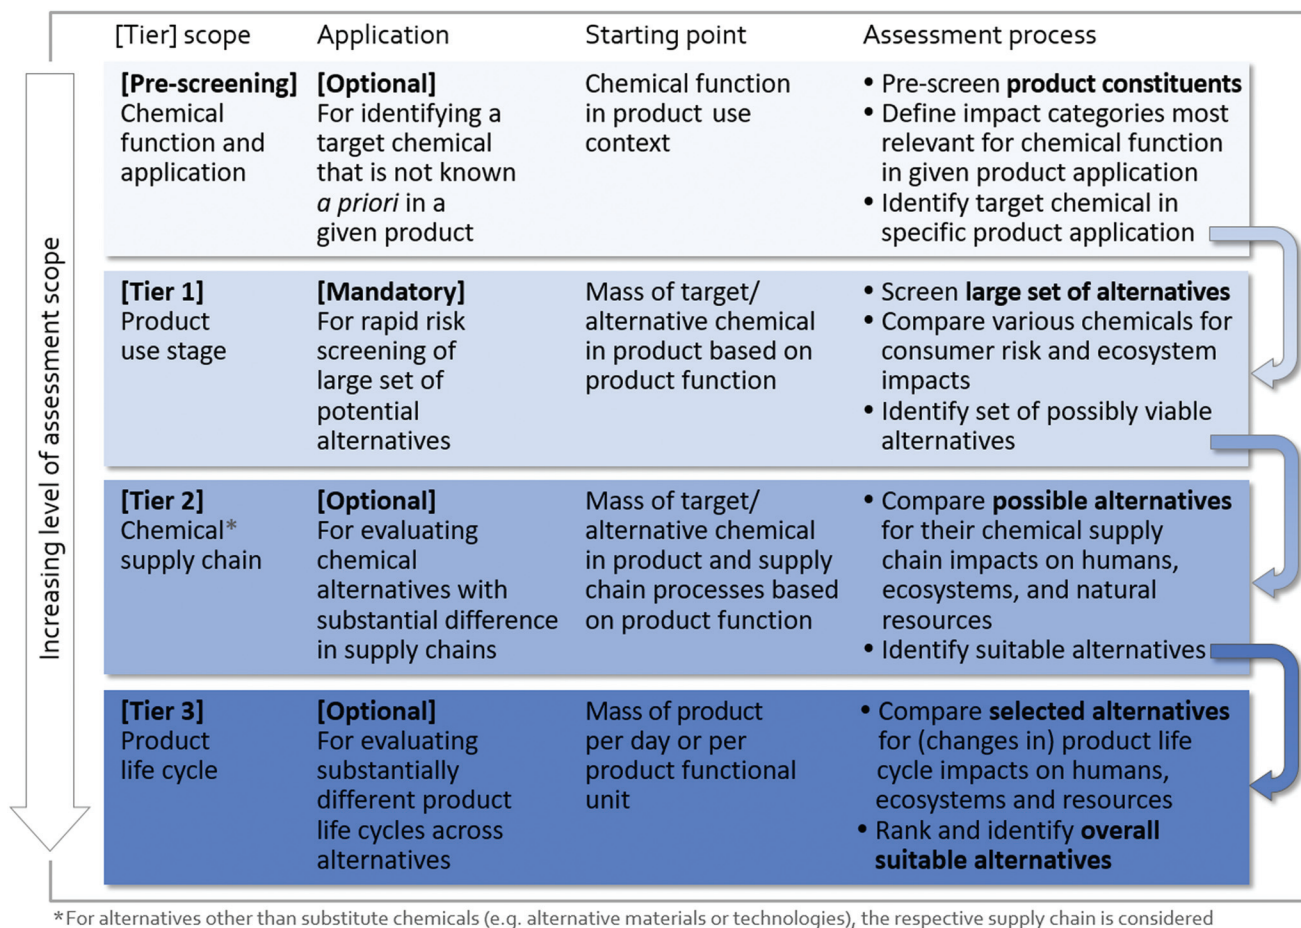 [Tier] scope
Application
Starting point
Assessment process
Increasing level of assessment scope
[Pre-screening]
Chemical
function and
application
[Optional]
For identifying a
target chemical
that is not known
a priori in a
given product
Chemical function
in product use
context
• Pre-screen product constituents
• Define impact categories most
relevant for chemical function
in given product application
• Identify target chemical in
specific product application
[Tier 1]
Product
use stage
[Mandatory]
For rapid risk
screening of
large set of
potential
alternatives
Mass of target/
alternative chemical
in product based on
product function
• Screen large set of alternatives
• Compare various chemicals for
consumer risk and ecosystem
impacts
• Identify set of possibly viable
alternatives
[Tier 2]
Chemical*
supply chain
[Optional]
For evaluating
chemical
alternatives with
substantial difference
in supply chains
Mass of target/
alternative chemical
in product and supply
chain processes based
on product function
• Compare possible alternatives
for their chemical supply
chain impacts on humans,
ecosystems, and natural
resources
• Identify suitable alternatives
[Tier 3]
Product
life cycle
[Optional]
For evaluating
substantially
different product
life cycles across
alternatives
Mass of product
per day or per
product functional
unit
• Compare selected alternatives
for (changes in) product life
cycle impacts on humans,
ecosystems and resources
• Rank and identify overall
suitable alternatives
*For alternatives other than substitute chemicals (e.g. alternative materials or technologies), the respective supply chain is considered